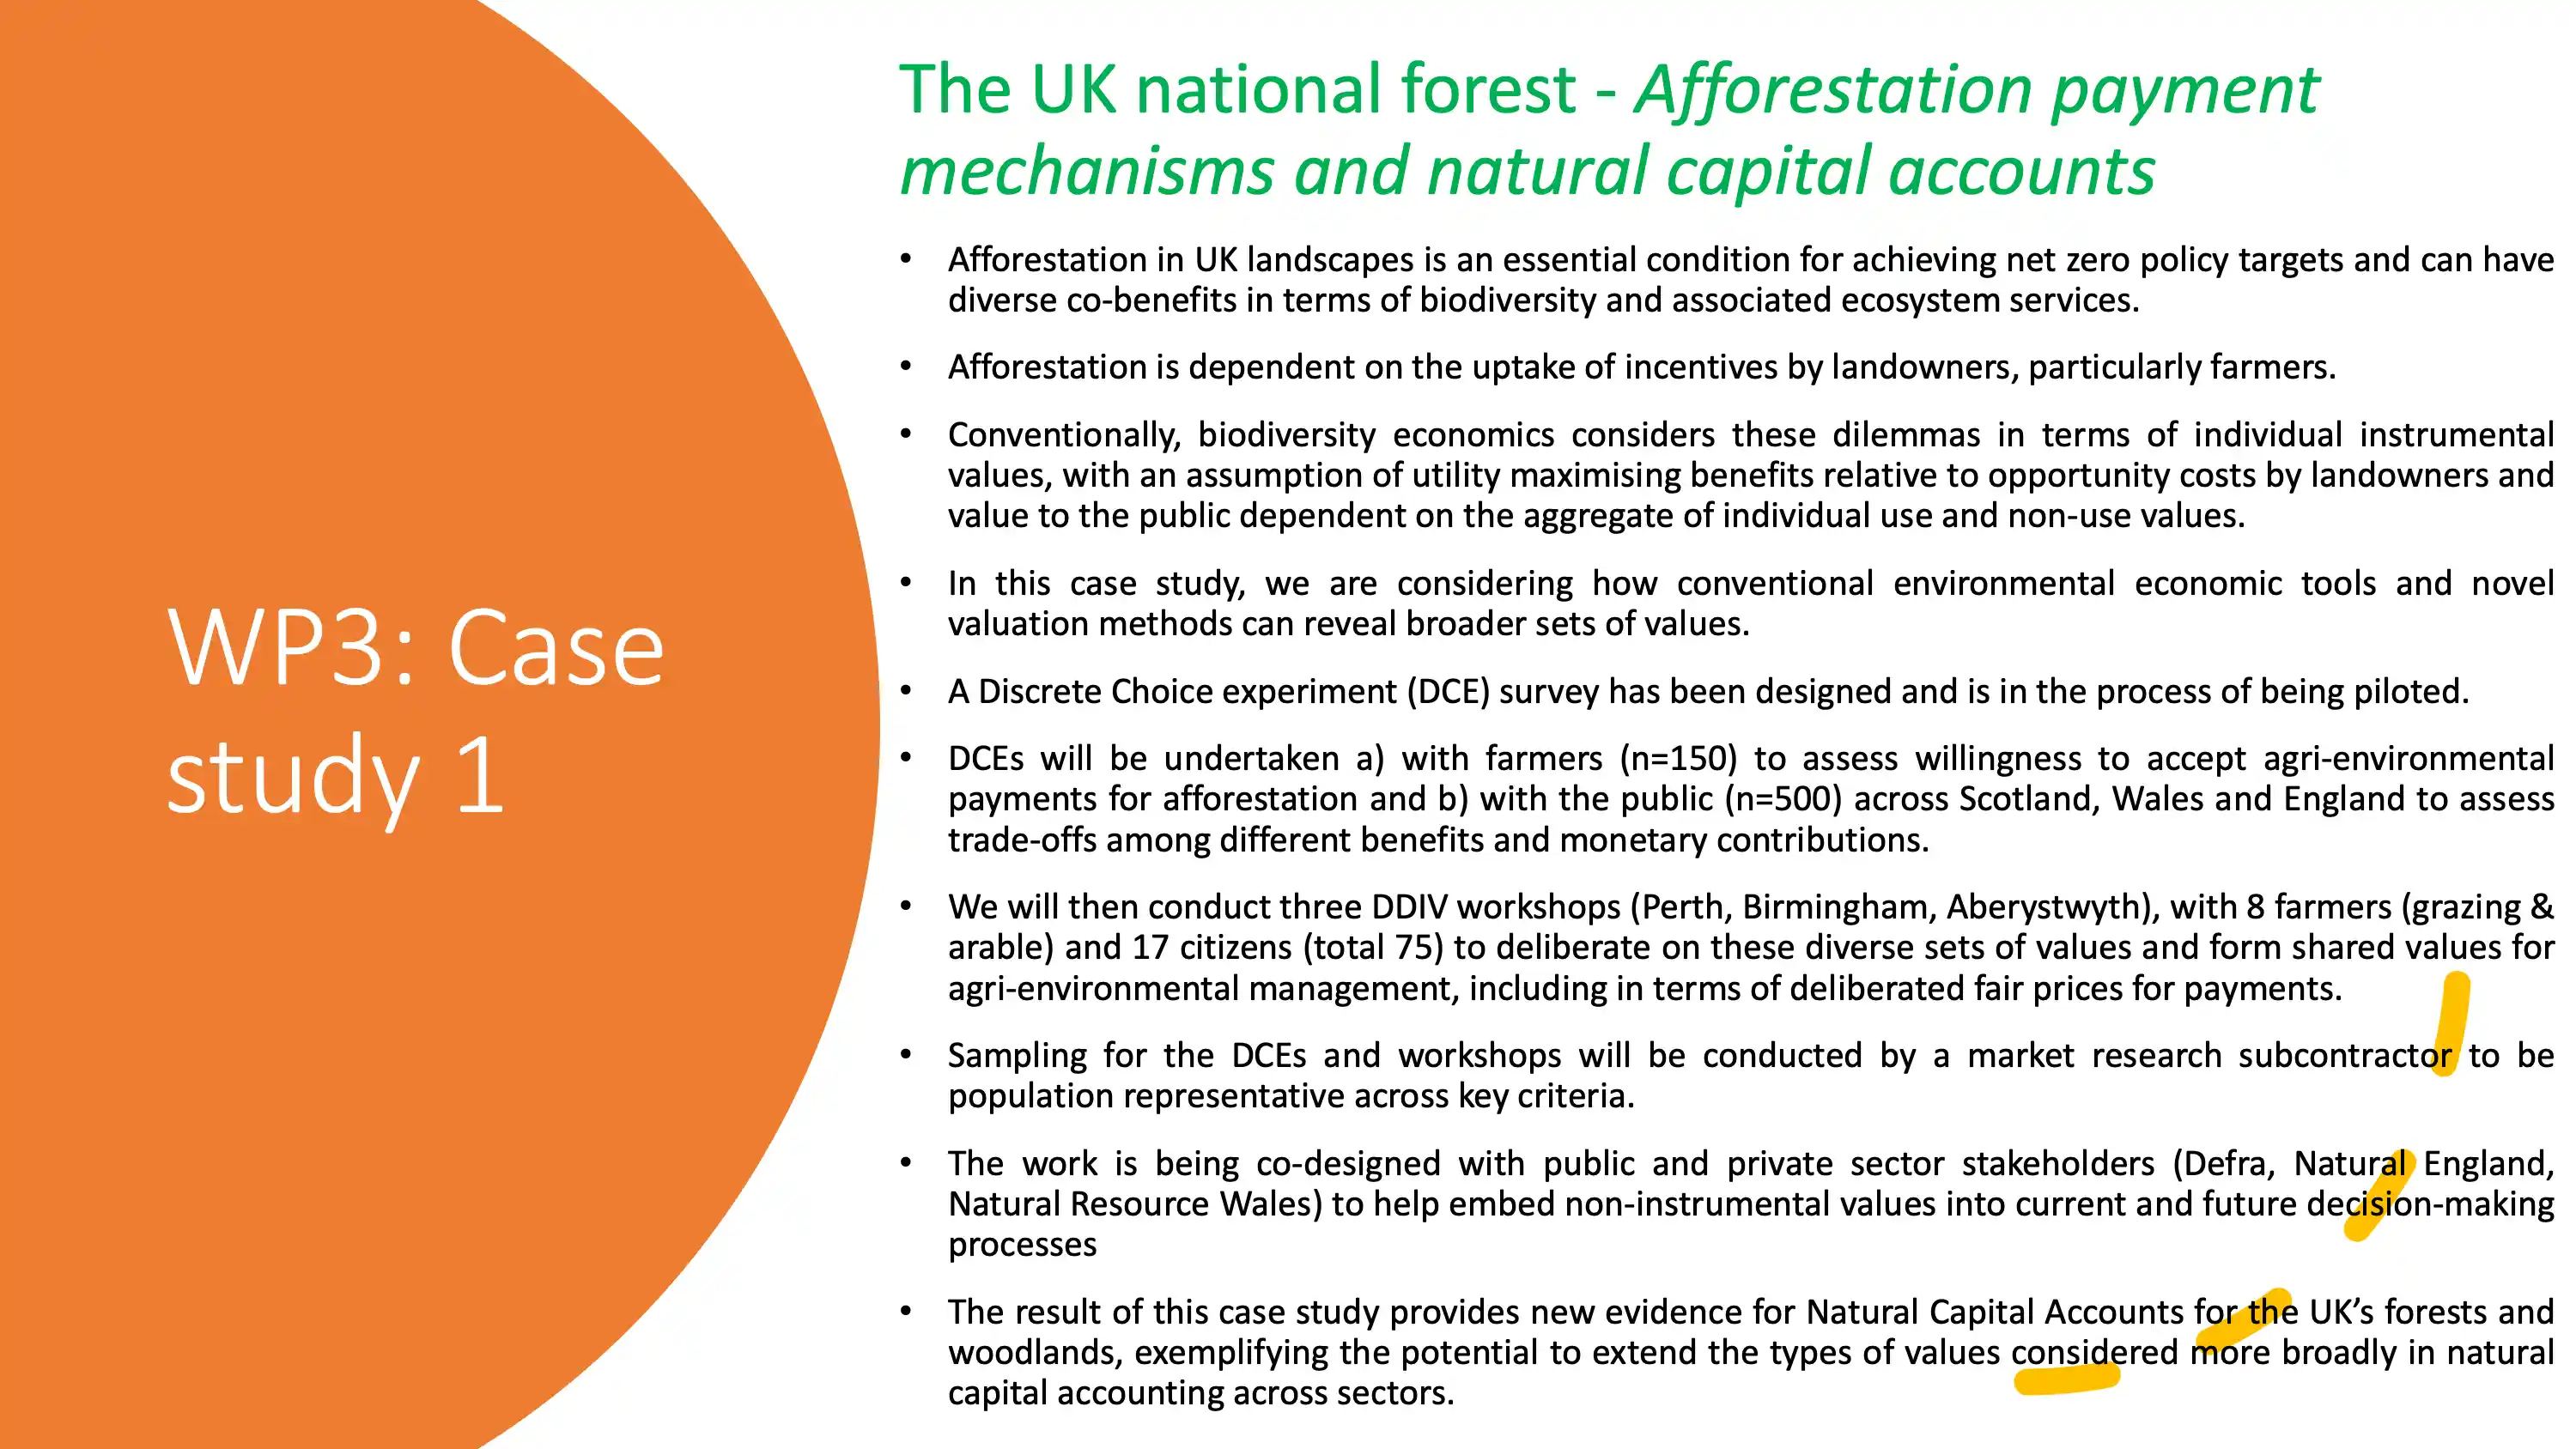 WP3: Case
study 1
The UK national forest - Afforestation payment
mechanisms and natural capital accounts
• Afforestation in UK landscapes is an essential condition for achieving net zero policy targets and can have
diverse co-benefits in terms of biodiversity and associated ecosystem services.
• Afforestation is dependent on the uptake of incentives by landowners, particularly farmers.
• Conventionally, biodiversity economics considers these dilemmas in terms of individual instrumental
values, with an assumption of utility maximising benefits relative to opportunity costs by landowners and
value to the public dependent on the aggregate of individual use and non-use values.
• In this case study, we are considering how conventional environmental economic tools and novel
valuation methods can reveal broader sets of values.
• A Discrete Choice experiment (DCE) survey has been designed and is in the process of being piloted.
• DCEs will be undertaken a) with farmers (n=150) to assess willingness to accept agri-environmental
payments for afforestation and b) with the public (n=500) across Scotland, Wales and England to assess
trade-offs among different benefits and monetary contributions.
• We will then conduct three DDIV workshops (Perth, Birmingham, Aberystwyth), with 8 farmers (grazing &
arable) and 17 citizens (total 75) to deliberate on these diverse sets of values and form shared values for
agri-environmental management, including in terms of deliberated fair prices for payments.
• Sampling for the DCEs and workshops will be conducted by a market research subcontractor to be
population representative across key criteria.
• The work is being co-designed with public and private sector stakeholders (Defra, Natural England,
Natural Resource Wales) to help embed non-instrumental values into current and future decision-making
processes
• The result of this case study provides new evidence for Natural Capital Accounts for the UK’s forests and
woodlands, exemplifying the potential to extend the types of values considered more broadly in natural
capital accounting across sectors.